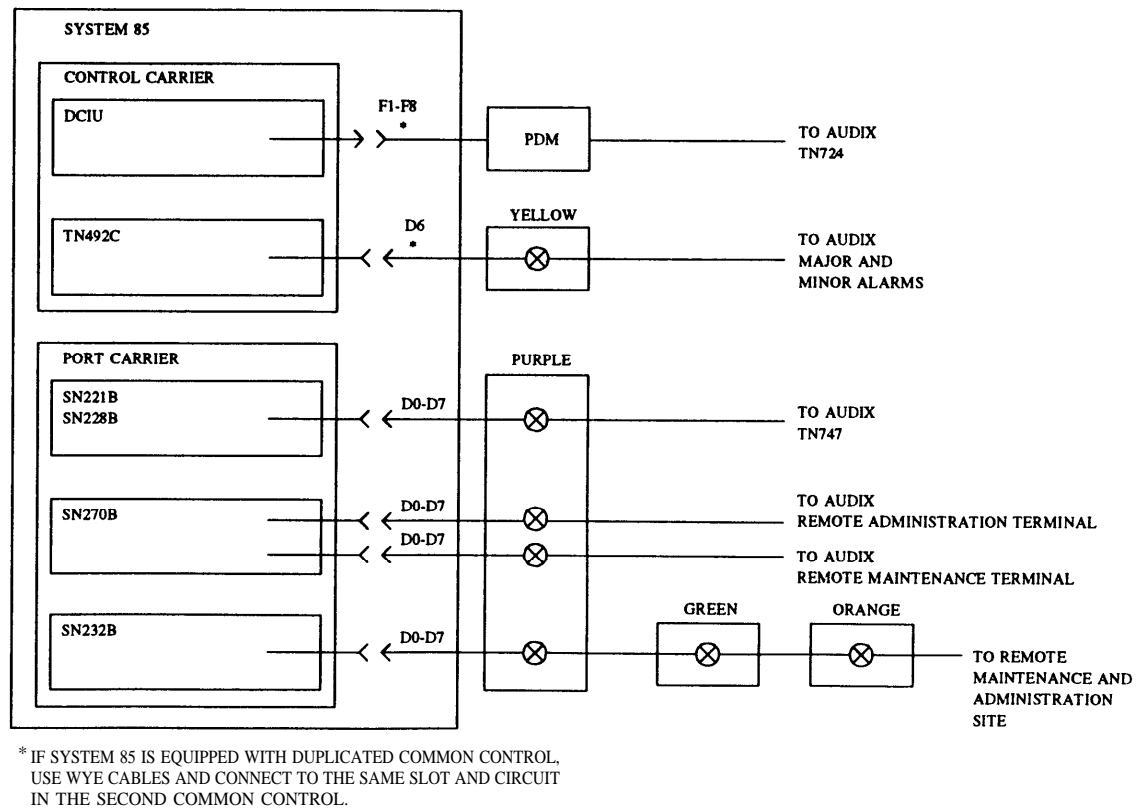 SYSTEM 85
CONTROL CARRIER
DCIU
F1-F8
*
PDM
TO AUDIX
TN724
TN492C
D6
*
YELLOW
TO AUDIX
MAJOR AND
MINOR ALARMS
PORT CARRIER
PURPLE
SN221B
SN228B
D0-D7
TO AUDIX
TN747
SN270B
D0-D7
TO AUDIX
REMOTE ADMINISTRATION TERMINAL
D0-D7
TO AUDIX
REMOTE MAINTENANCE TERMINAL
SN232B
D0-D7
GREEN
ORANGE
TO REMOTE
MAINTENANCE AND
ADMINISTRATION
SITE
* IF SYSTEM 85 IS EQUIPPED WITH DUPLICATED COMMON CONTROL,
USE WYE CABLES AND CONNECT TO THE SAME SLOT AND CIRCUIT
IN THE SECOND COMMON CONTROL.